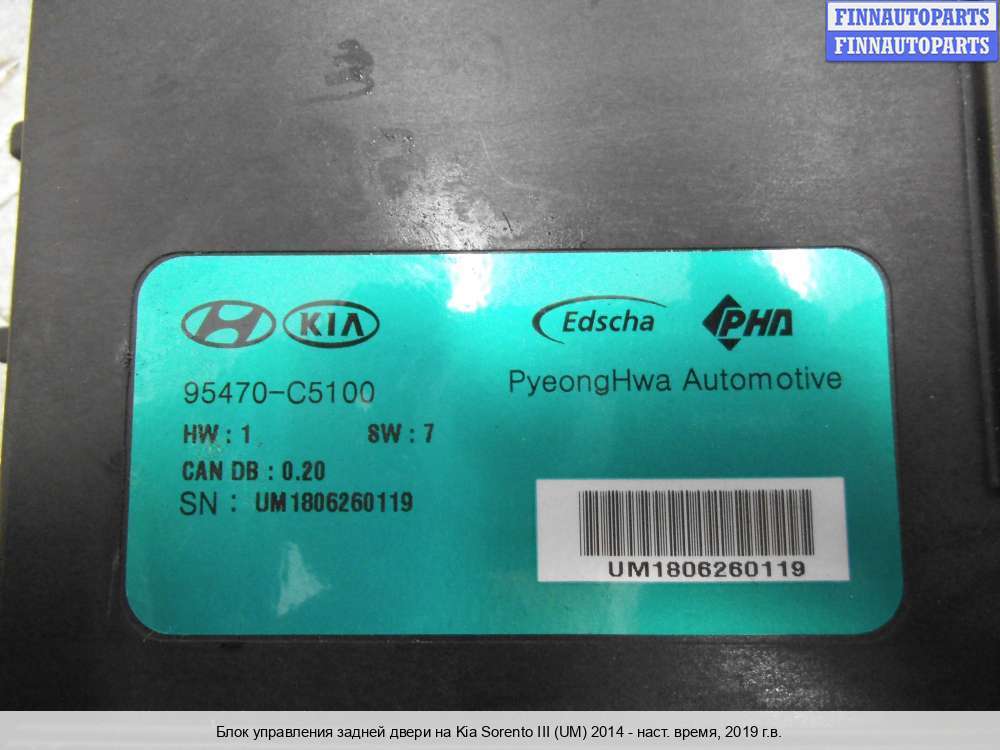 FINNAUTOPARTS
FINNAUTOPARTS
KIA
Edscha
PHA
95470-C5100
PyeongHwa Automotive
HW : 1 SW : 7
CAN DB : 0.20
SN : UM1806260119
UM1806260119
Блок управления задней двери на Kia Sorento III (UM) 2014 - наст. время, 2019 г.в.